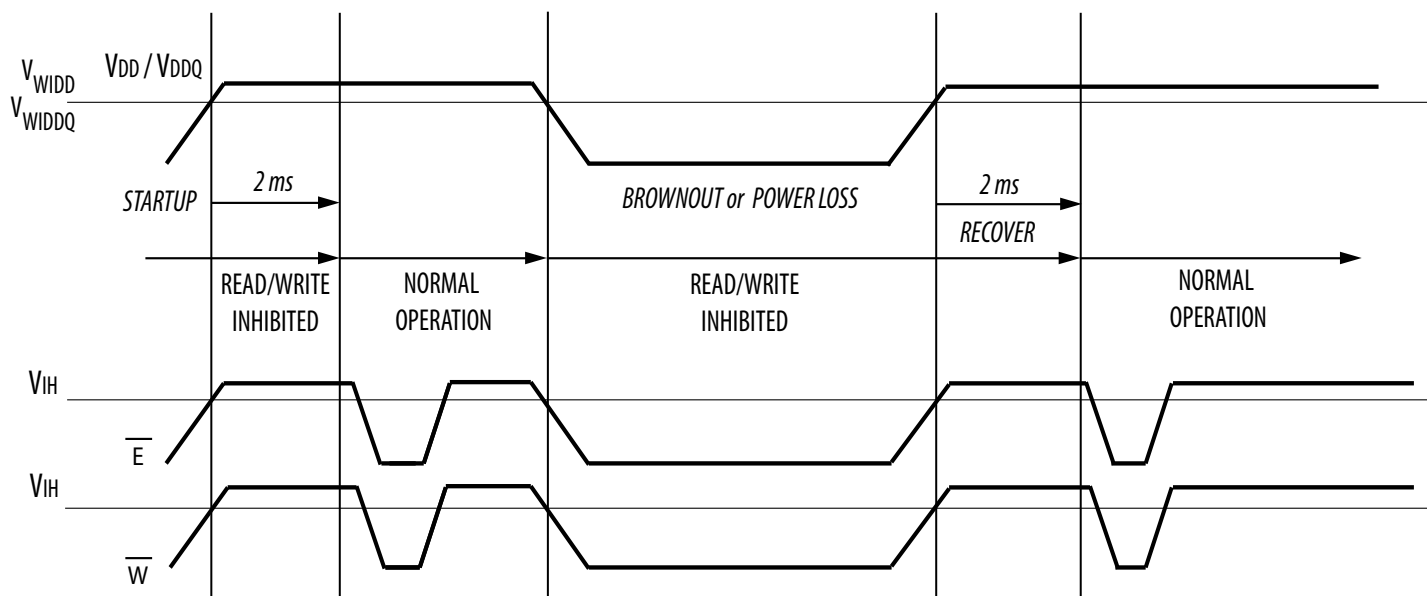 VDD / VDDQ
VWIDD
VWIDDQ
STARTUP
2 ms
BROWNOUT or POWER LOSS
2 ms
RECOVER
READ/WRITE
INHIBITED
NORMAL
OPERATION
READ/WRITE
INHIBITED
NORMAL
OPERATION
VIH
E
VIH
W